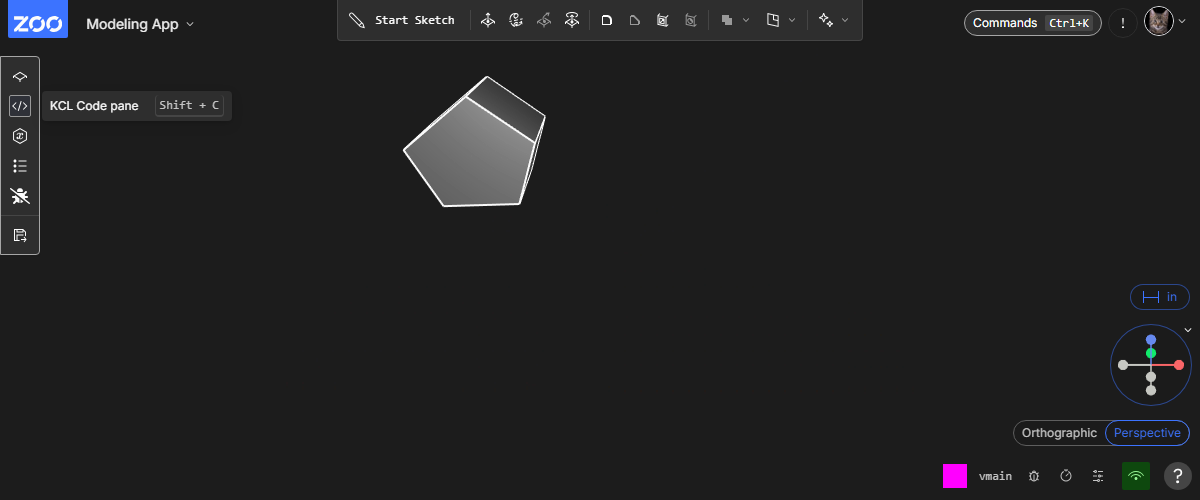 ZOO
Modeling App
Start Sketch
Commands Ctrl+K
!
KCL Code pane Shift + C
in
Orthographic Perspective
vmain
?